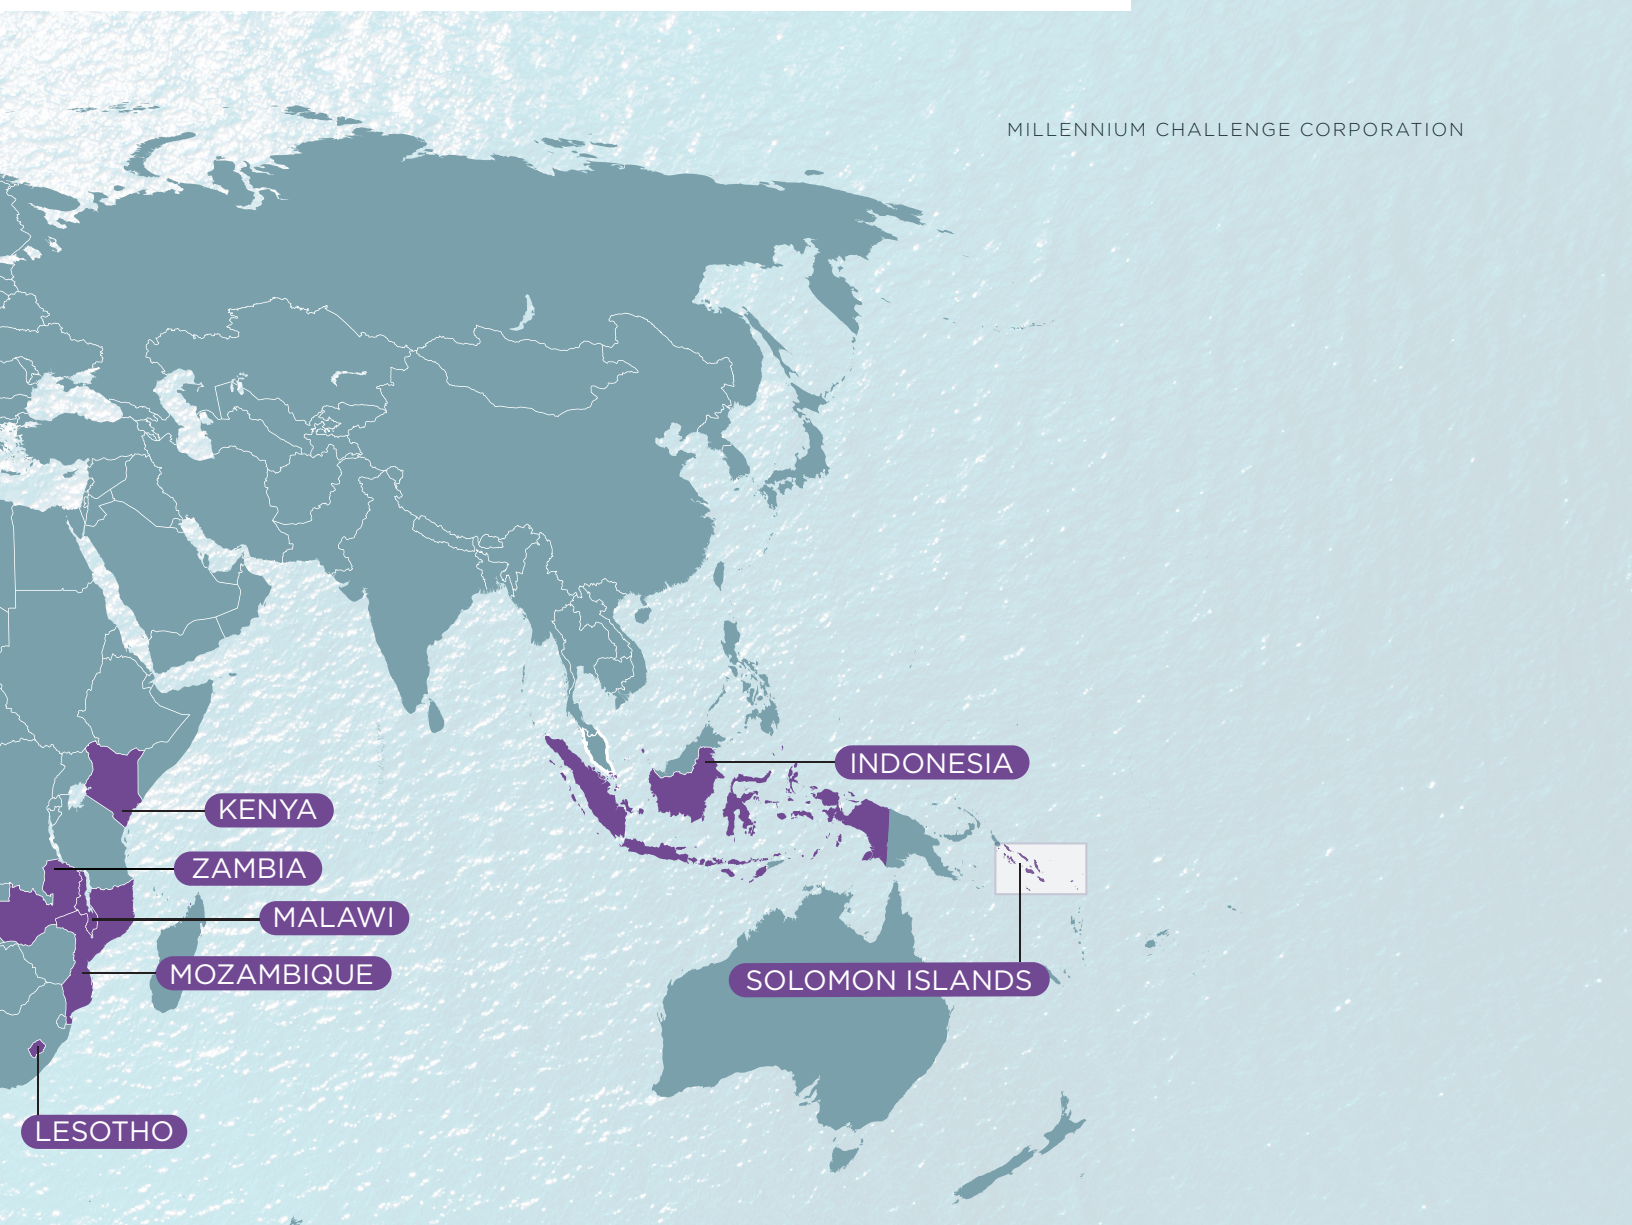 MILLENNIUM CHALLENGE CORPORATION
INDONESIA
KENYA
ZAMBIA
MALAWI
MOZAMBIQUE
SOLOMON ISLANDS
LESOTHO